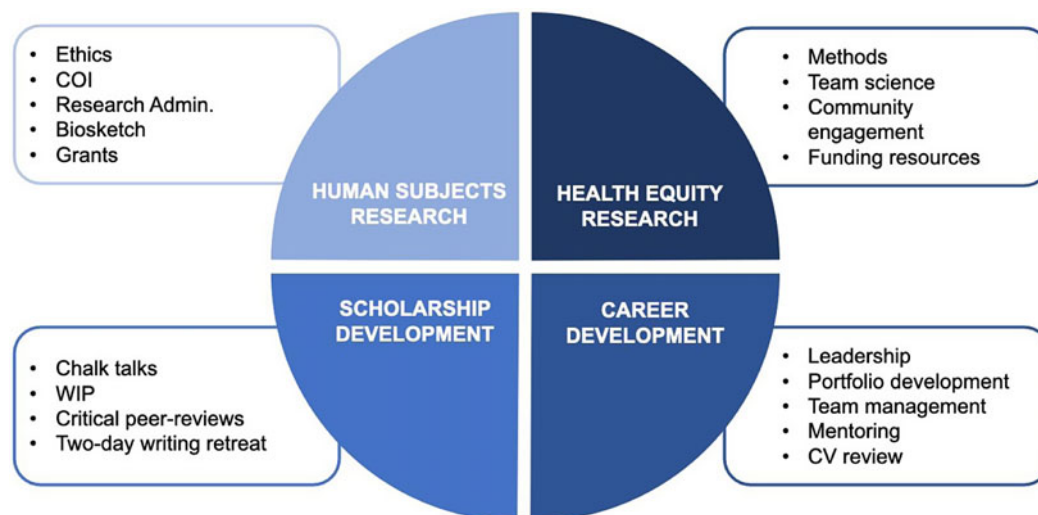 • Ethics
• COI
• Research Admin.
• Biosketch
• Grants
HUMAN SUBJECTS
RESEARCH
HEALTH EQUITY
RESEARCH
• Methods
• Team science
• Community
engagement
• Funding resources
SCHOLARSHIP
DEVELOPMENT
• Chalk talks
• WIP
• Critical peer-reviews
• Two-day writing retreat
CAREER
DEVELOPMENT
• Leadership
• Portfolio development
• Team management
• Mentoring
• CV review